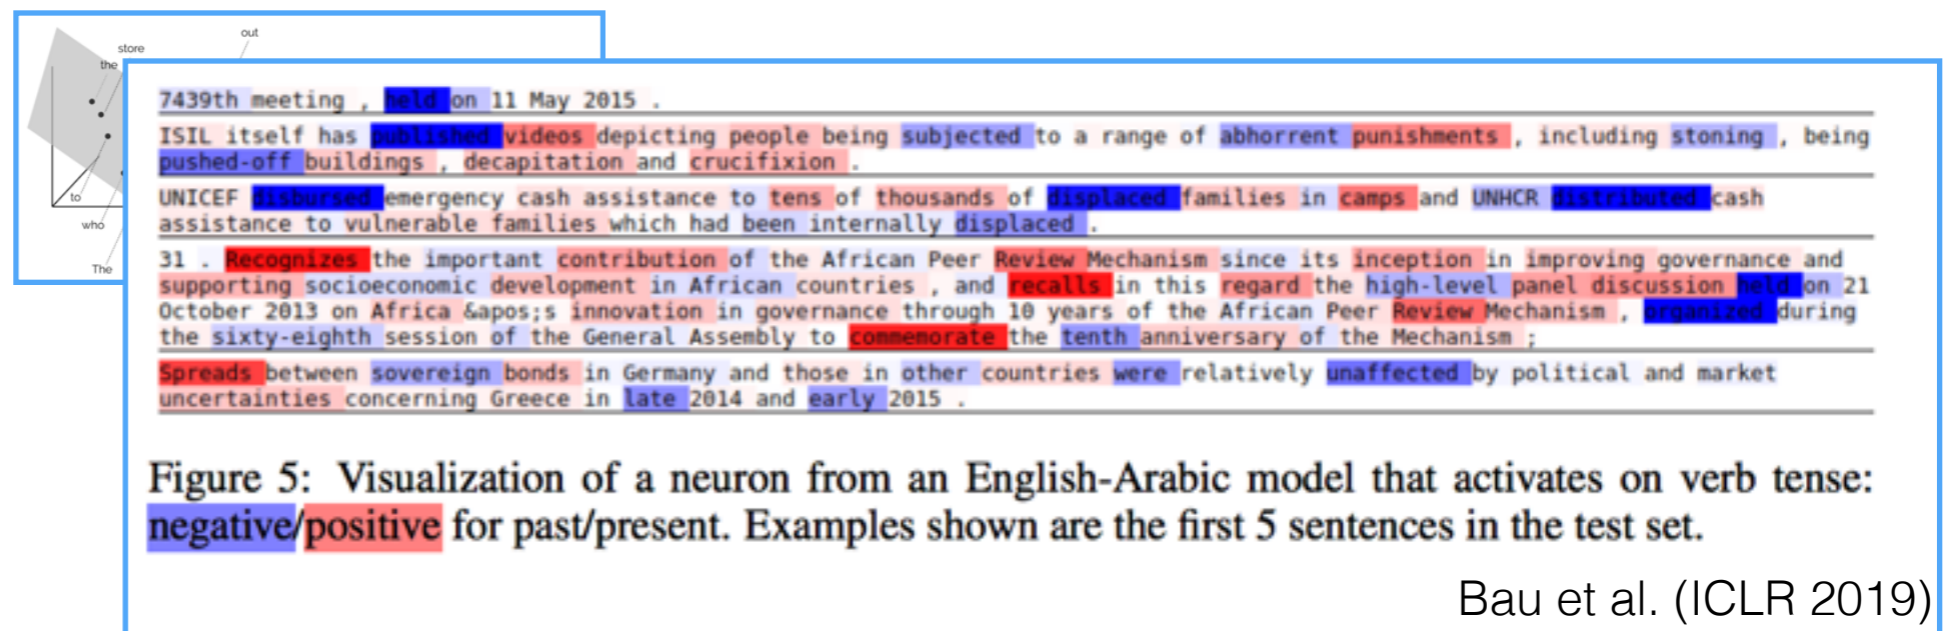 out
store
the
to
who
The
7439th meeting , held on 11 May 2015 .
ISIL itself has published videos depicting people being subjected to a range of abhorrent punishments , including stoning , being
pushed-off buildings , decapitation and crucifixion .
UNICEF disbursed emergency cash assistance to tens of thousands of displaced families in camps and UNHCR distributed cash
assistance to vulnerable families which had been internally displaced .
31 . Recognizes the important contribution of the African Peer Review Mechanism since its inception in improving governance and
supporting socioeconomic development in African countries , and recalls in this regard the high-level panel discussion held on 21
October 2013 on Africa &apos;s innovation in governance through 10 years of the African Peer Review Mechanism , organized during
the sixty-eighth session of the General Assembly to commemorate the tenth anniversary of the Mechanism ;
Spreads between sovereign bonds in Germany and those in other countries were relatively unaffected by political and market
uncertainties concerning Greece in late 2014 and early 2015 .
Figure 5: Visualization of a neuron from an English-Arabic model that activates on verb tense:
negative/positive for past/present. Examples shown are the first 5 sentences in the test set.
Bau et al. (ICLR 2019)